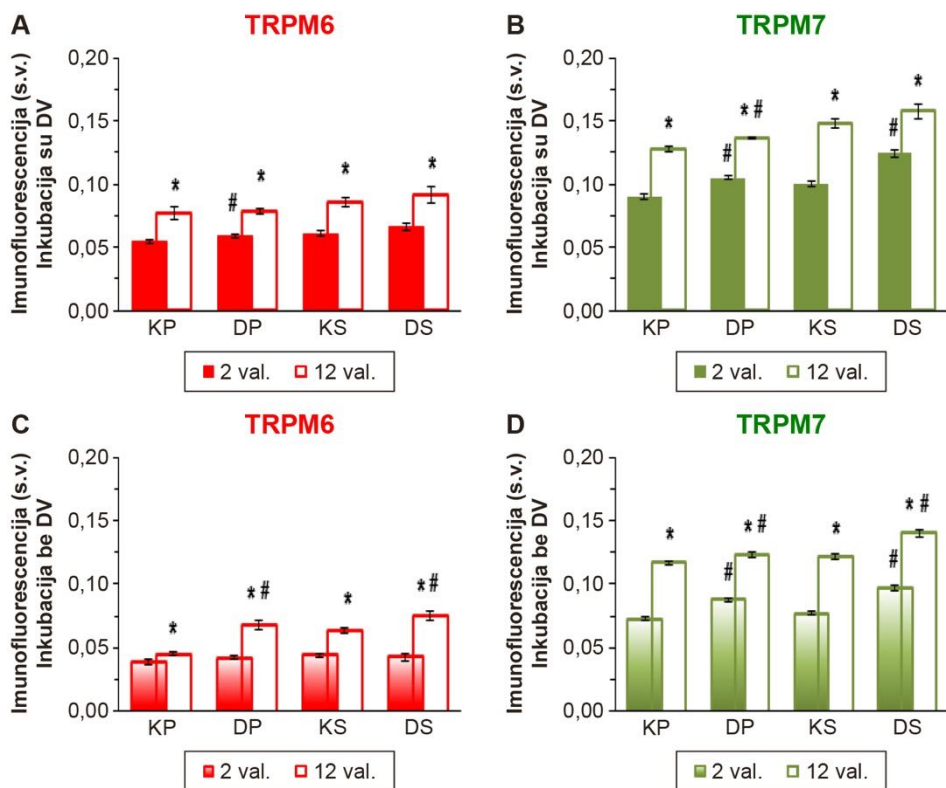 A
TRPM6
Imunofluorescencija (s.v.)
Inkubacija su DV
0,20
0,15
0,10
0,05
0,00
#
*
*
*
*
KP DP KS DS
2 val. 12 val.
B
TRPM7
Imunofluorescencija (s.v.)
Inkubacija su DV
0,20
0,15
0,10
0,05
0,00
*
#
* #
*
#
*
KP DP KS DS
2 val. 12 val.
C
TRPM6
Imunofluorescencija (s.v.)
Inkubacija be DV
0,20
0,15
0,10
0,05
0,00
*
* #
*
* #
KP DP KS DS
2 val. 12 val.
D
TRPM7
Imunofluorescencija (s.v.)
Inkubacija be DV
0,20
0,15
0,10
0,05
0,00
*
#
* #
*
#
* #
KP DP KS DS
2 val. 12 val.